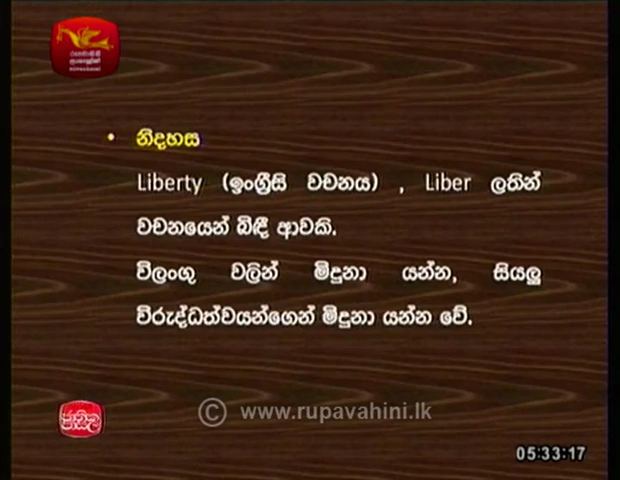 රූපවාහිනී
• නිදහස
Liberty (ඉංග්‍රීසි වචනය) , Liber ලතින්
වචනයෙන් බිඳී ආවකි.
විලංගු වලින් මිදුනා යන්න, සියලු
විරුද්ධත්වයන්ගෙන් මිදුනා යන්න වේ.
© www.rupavahini.lk
05:33:17